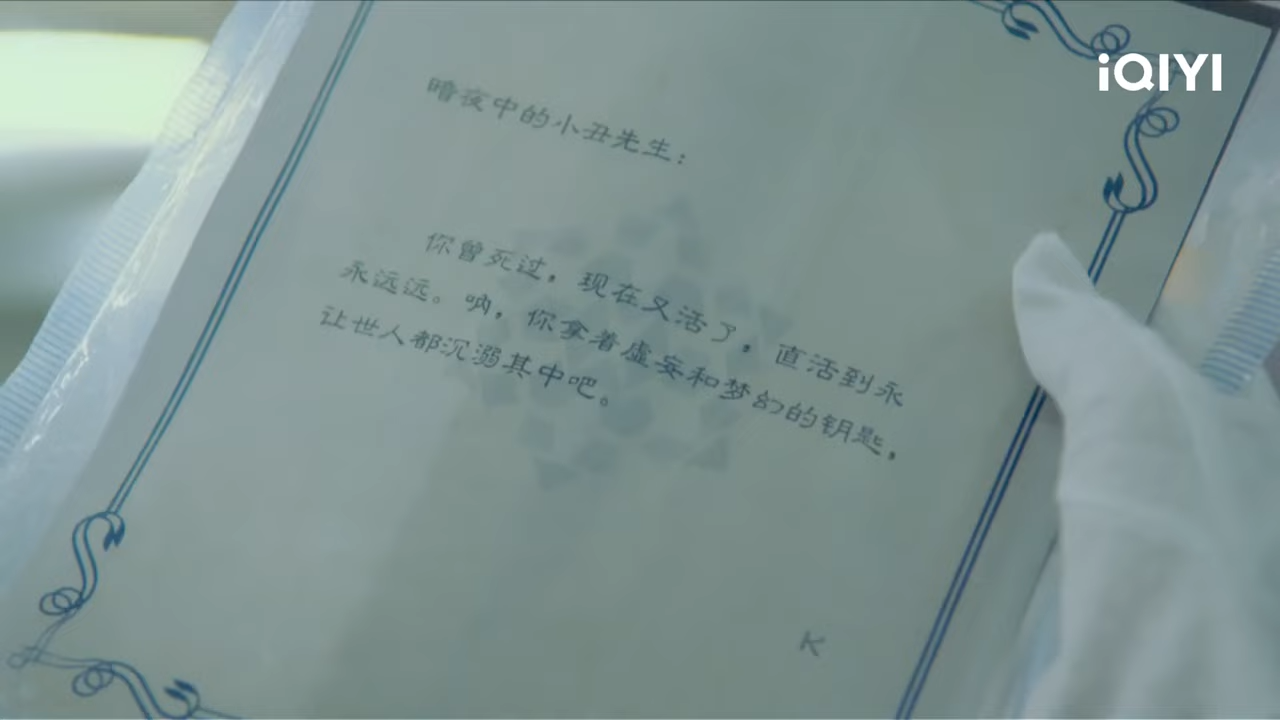 iQIYI
暗夜中的小丑先生:
你曾死过,现在又活了,直活到永
永远远。呐,你拿着虚妄和梦幻的钥匙,
让世人都沉溺其中吧。
K